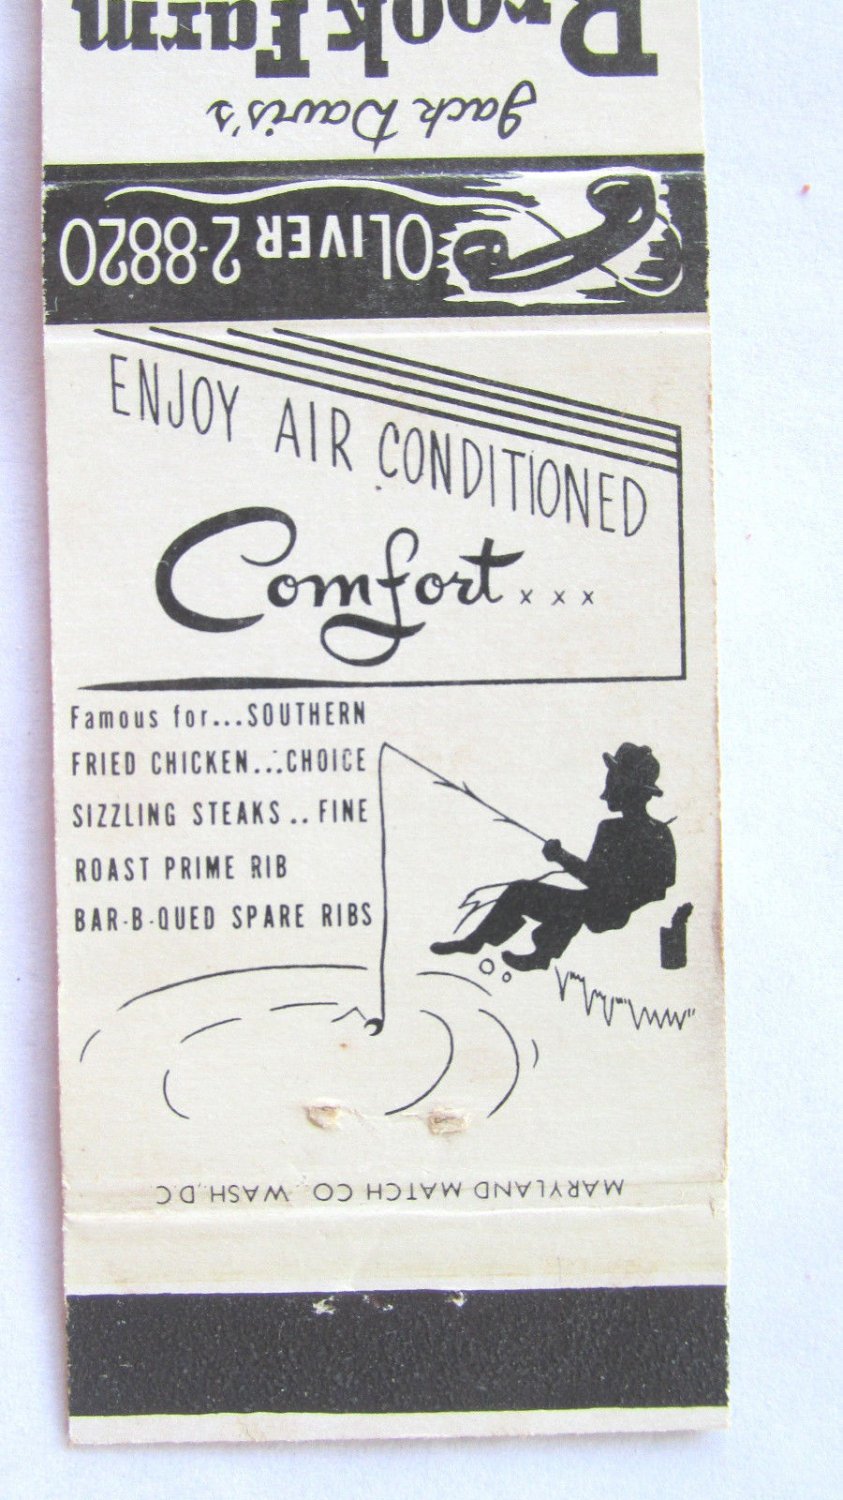 Brook Farm
Jack Davis's
OLIVER 2-8820
ENJOY AIR CONDITIONED
Comfort...
Famous for...SOUTHERN
FRIED CHICKEN...CHOICE
SIZZLING STEAKS..FINE
ROAST PRIME RIB
BAR-B-QUED SPARE RIBS
MARYLAND MATCH CO. WASH. D.C